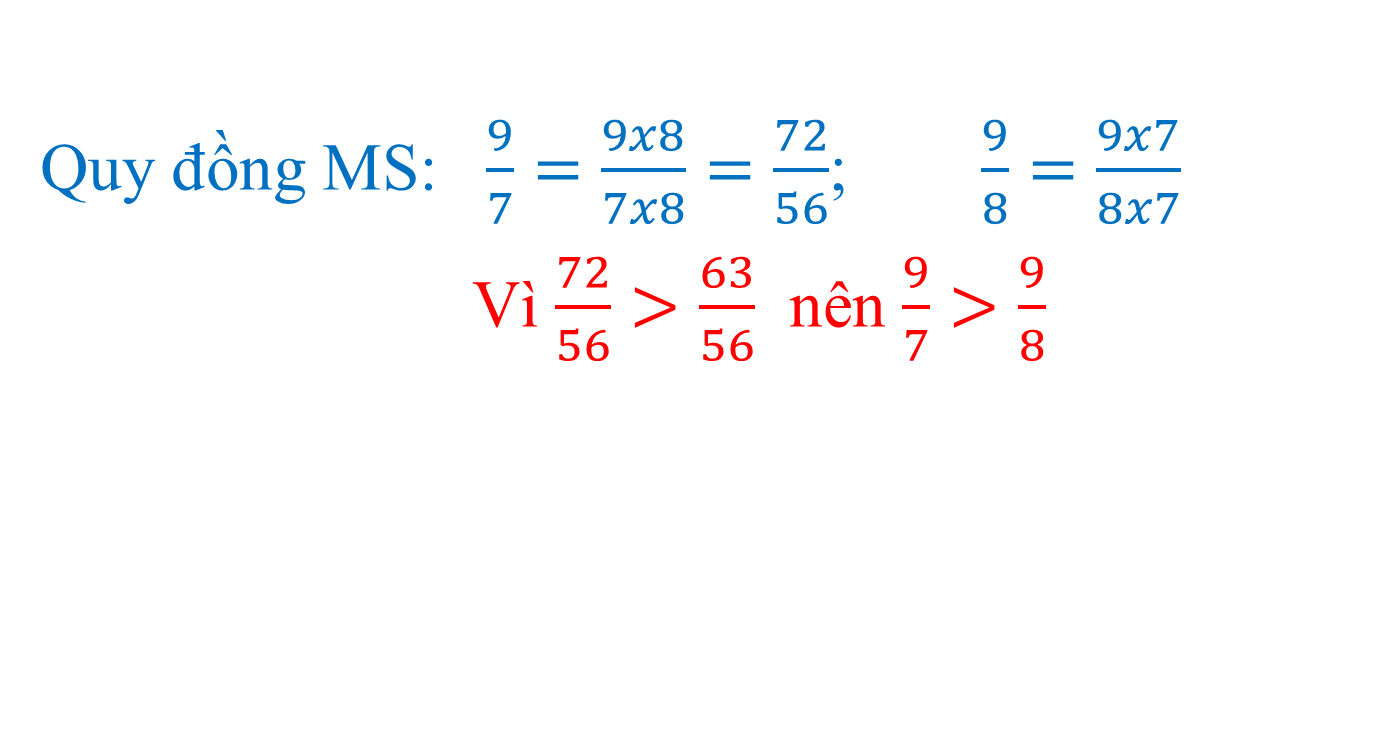 Quy đồng MS: 9/7 = 9x8/7x8 = 72/56; 9/8 = 9x7/8x7
Vì 72/56 > 63/56 nên 9/7 > 9/8